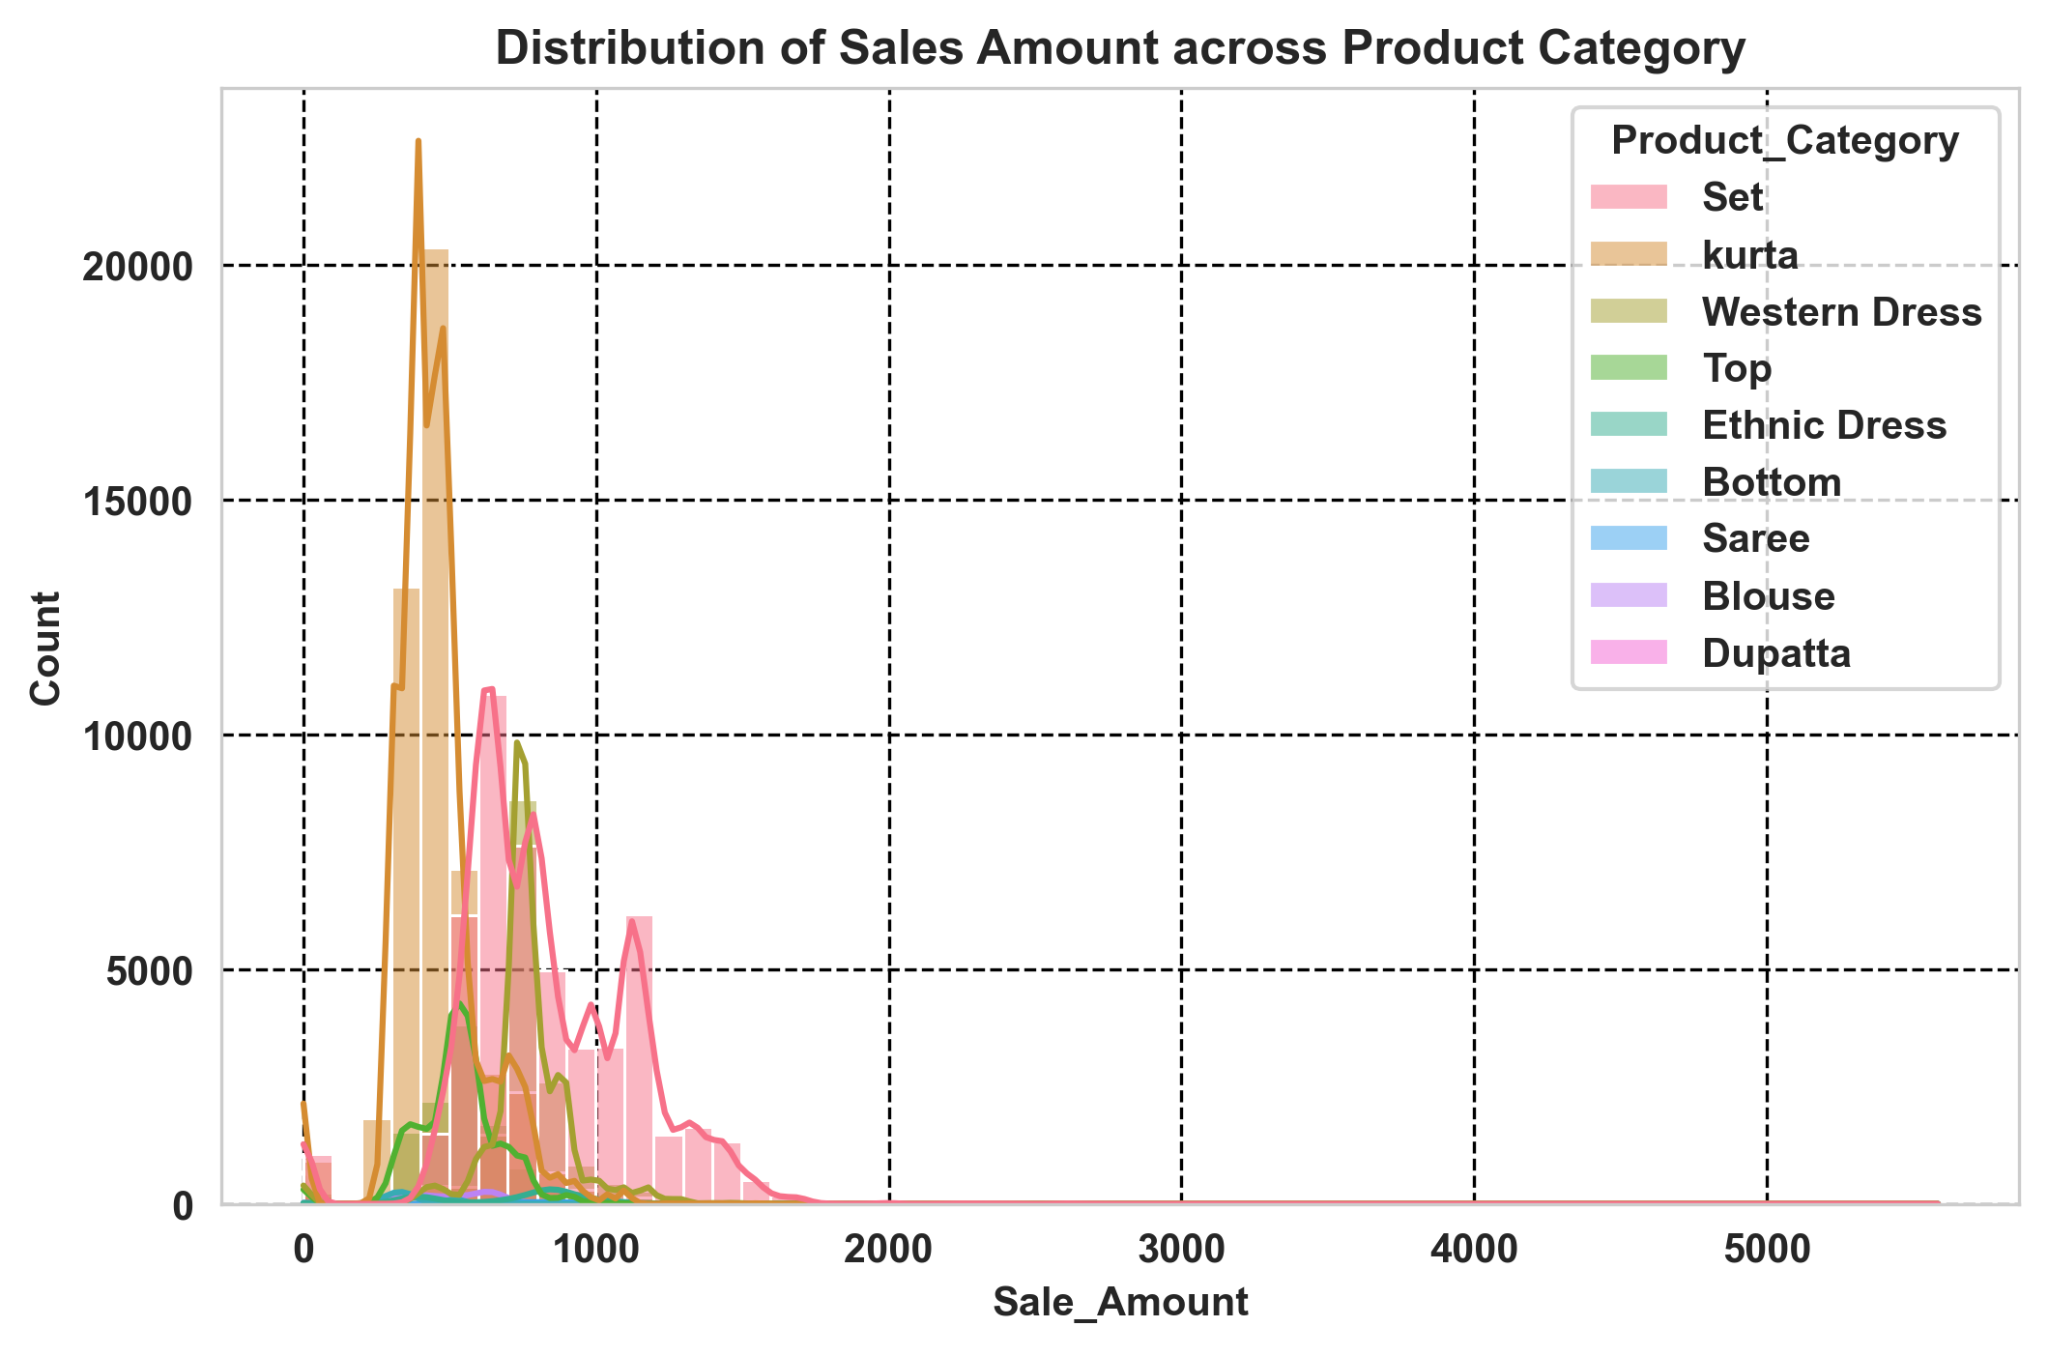 Distribution of Sales Amount across Product Category
Product_Category
Set
kurta
Western Dress
Top
Ethnic Dress
Bottom
Saree
Blouse
Dupatta
20000
15000
10000
5000
0
Count
0 1000 2000 3000 4000 5000
Sale_Amount